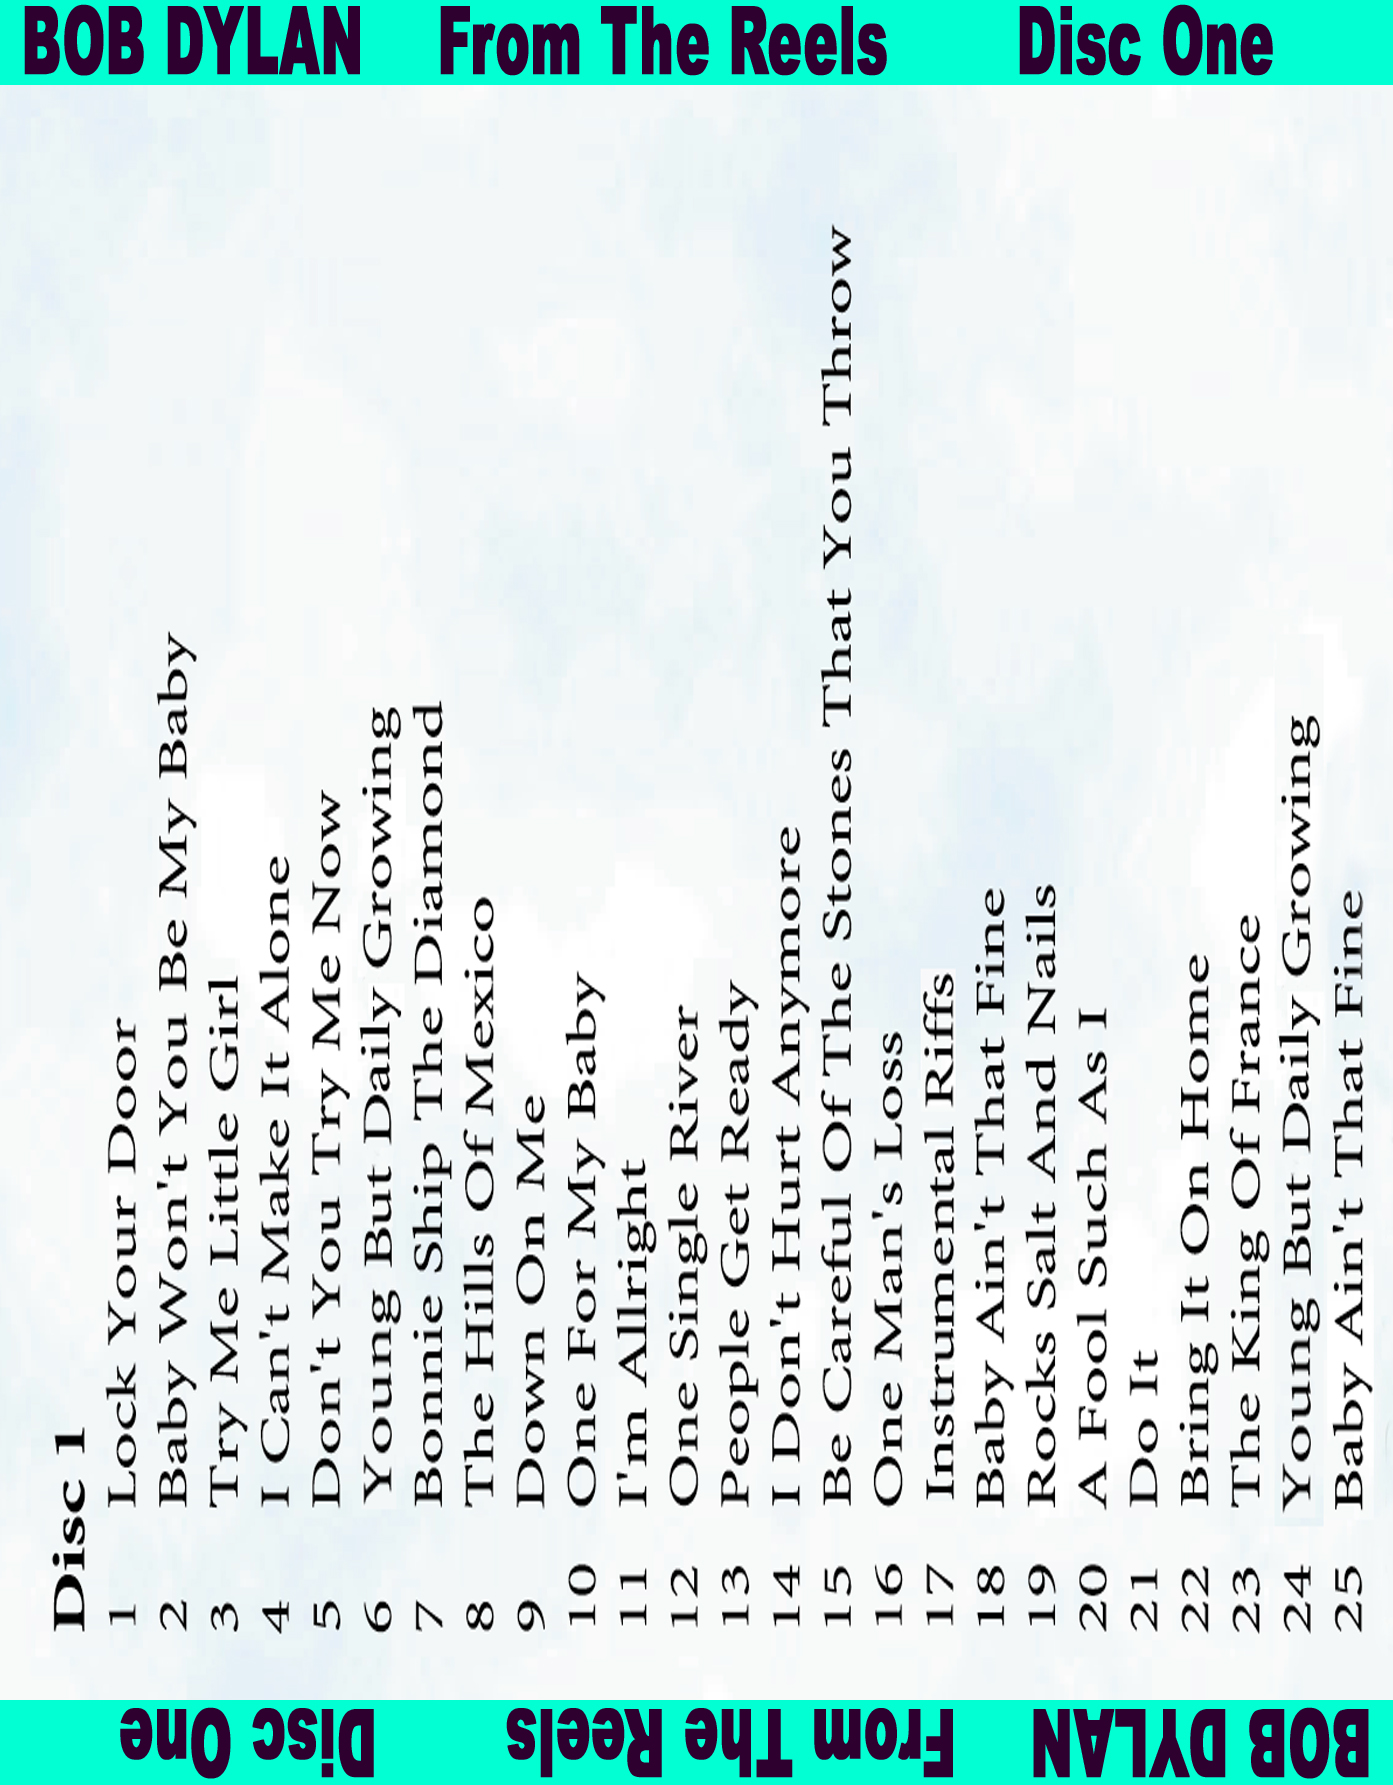 BOB DYLAN From The Reels Disc One
Disc 1
1 Lock Your Door
2 Baby Won't You Be My Baby
3 Try Me Little Girl
4 I Can't Make It Alone
5 Don't You Try Me Now
6 Young But Daily Growing
7 Bonnie Ship The Diamond
8 The Hills Of Mexico
9 Down On Me
10 One For My Baby
11 I'm Allright
12 One Single River
13 People Get Ready
14 I Don't Hurt Anymore
15 Be Careful Of The Stones That You Throw
16 One Man's Loss
17 Instrumental Riffs
18 Baby Ain't That Fine
19 Rocks Salt And Nails
20 A Fool Such As I
21 Do It
22 Bring It On Home
23 The King Of France
24 Young But Daily Growing
25 Baby Ain't That Fine
BOB DYLAN From The Reels Disc One